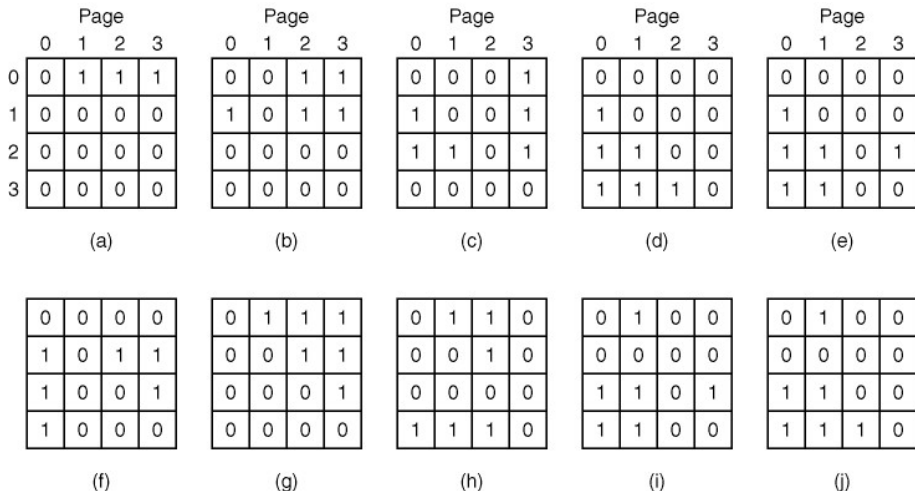 Page Page Page Page Page
0 1 2 3 0 1 2 3 0 1 2 3 0 1 2 3 0 1 2 3
0 0 1 1 1 0 0 1 1 0 0 0 1 0 0 0 0 0 0 0 0
1 0 0 0 0 1 0 1 1 1 0 0 1 1 0 0 0 1 0 0 0
2 0 0 0 0 0 0 0 0 1 1 0 1 1 1 0 0 1 1 0 1
3 0 0 0 0 0 0 0 0 0 0 0 0 1 1 1 0 1 1 0 0
(a) (b) (c) (d) (e)
0 0 0 0 0 1 1 1 0 1 1 0 0 1 0 0 0 1 0 0
1 0 1 1 0 0 1 1 0 0 1 0 0 0 0 0 0 0 0 0
1 0 0 1 0 0 0 1 0 0 0 0 1 1 0 1 1 1 0 0
1 0 0 0 0 0 0 0 1 1 1 0 1 1 0 0 1 1 1 0
(f) (g) (h) (i) (j)